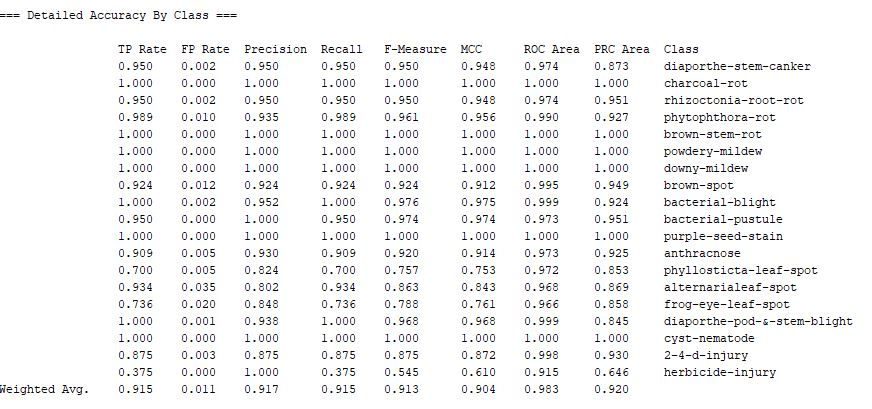 === Detailed Accuracy By Class ===
TP Rate FP Rate Precision Recall F-Measure MCC ROC Area PRC Area Class
0.950 0.002 0.950 0.950 0.950 0.948 0.974 0.873 diaporthe-stem-canker
1.000 0.000 1.000 1.000 1.000 1.000 1.000 1.000 charcoal-rot
0.950 0.002 0.950 0.950 0.950 0.948 0.974 0.951 rhizoctonia-root-rot
0.989 0.010 0.935 0.989 0.961 0.956 0.990 0.927 phytophthora-rot
1.000 0.000 1.000 1.000 1.000 1.000 1.000 1.000 brown-stem-rot
1.000 0.000 1.000 1.000 1.000 1.000 1.000 1.000 powdery-mildew
1.000 0.000 1.000 1.000 1.000 1.000 1.000 1.000 downy-mildew
0.924 0.012 0.924 0.924 0.924 0.912 0.995 0.949 brown-spot
1.000 0.002 0.952 1.000 0.976 0.975 0.999 0.924 bacterial-blight
0.950 0.000 1.000 0.950 0.974 0.974 0.973 0.951 bacterial-pustule
1.000 0.000 1.000 1.000 1.000 1.000 1.000 1.000 purple-seed-stain
0.909 0.005 0.930 0.909 0.920 0.914 0.973 0.925 anthracnose
0.700 0.005 0.824 0.700 0.757 0.753 0.972 0.853 phyllosticta-leaf-spot
0.934 0.035 0.802 0.934 0.863 0.843 0.968 0.869 alternarialeaf-spot
0.736 0.020 0.848 0.736 0.788 0.761 0.966 0.858 frog-eye-leaf-spot
1.000 0.001 0.938 1.000 0.968 0.968 0.999 0.845 diaporthe-pod-&-stem-blight
1.000 0.000 1.000 1.000 1.000 1.000 1.000 1.000 cyst-nematode
0.875 0.003 0.875 0.875 0.875 0.872 0.998 0.930 2-4-d-injury
0.375 0.000 1.000 0.375 0.545 0.610 0.915 0.646 herbicide-injury
Weighted Avg. 0.915 0.011 0.917 0.915 0.913 0.904 0.983 0.920